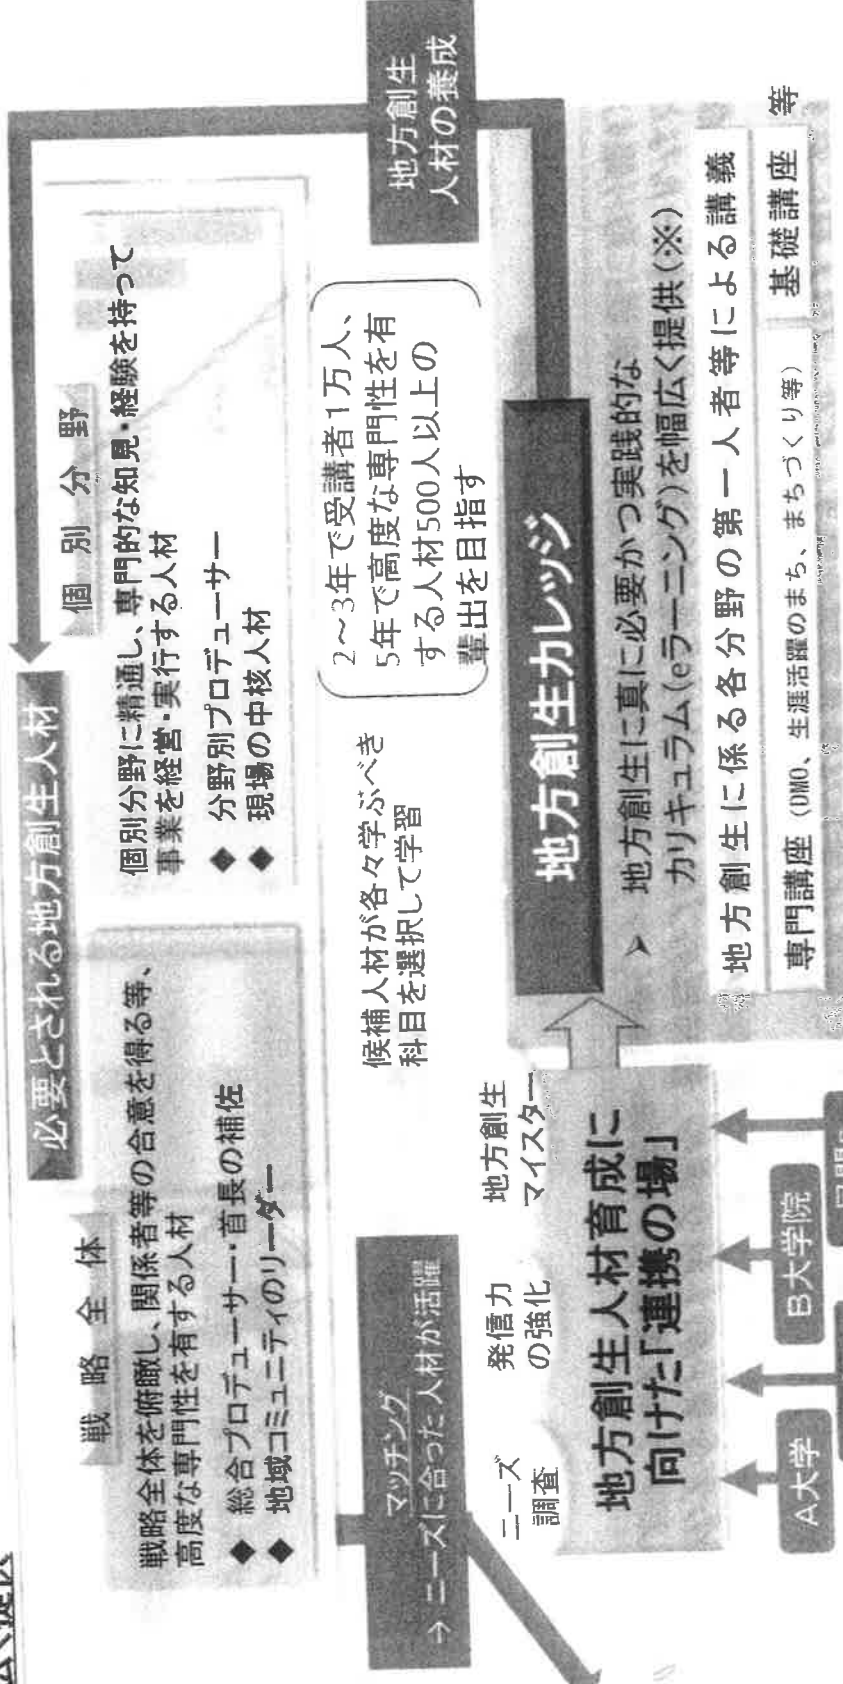 必要とされる地方創生人材
戦略全体
戦略全体を俯瞰し、関係者等の合意を得る等、
高度な専門性を有する人材
◆ 総合プロデューサー・首長の補佐
◆ 地域コミュニティのリーダー
個別分野
個別分野に精通し、専門的な知見・経験を持って
事業を経営・実行する人材
◆ 分野別プロデューサー
◆ 現場の中核人材
マッチング
→ ニーズに合った人材が活躍
候補人材が各々学ぶべき
科目を選択して学習
2～3年で受講者1万人、
5年で高度な専門性を有
する人材500人以上の
輩出を目指す
地方創生
人材の養成
ニーズ
調査
発信力
の強化
地方創生
マイスター
地方創生人材育成に
向けた「連携の場」
A大学
B大学院
地方創生カレッジ
➢ 地方創生に真に必要かつ実践的な
カリキュラム(eラーニング)を幅広く提供(※)
地方創生に係る各分野の第一人者等による講義
専門講座(DMO、生涯活躍のまち、まちづくり等)
基礎講座 等